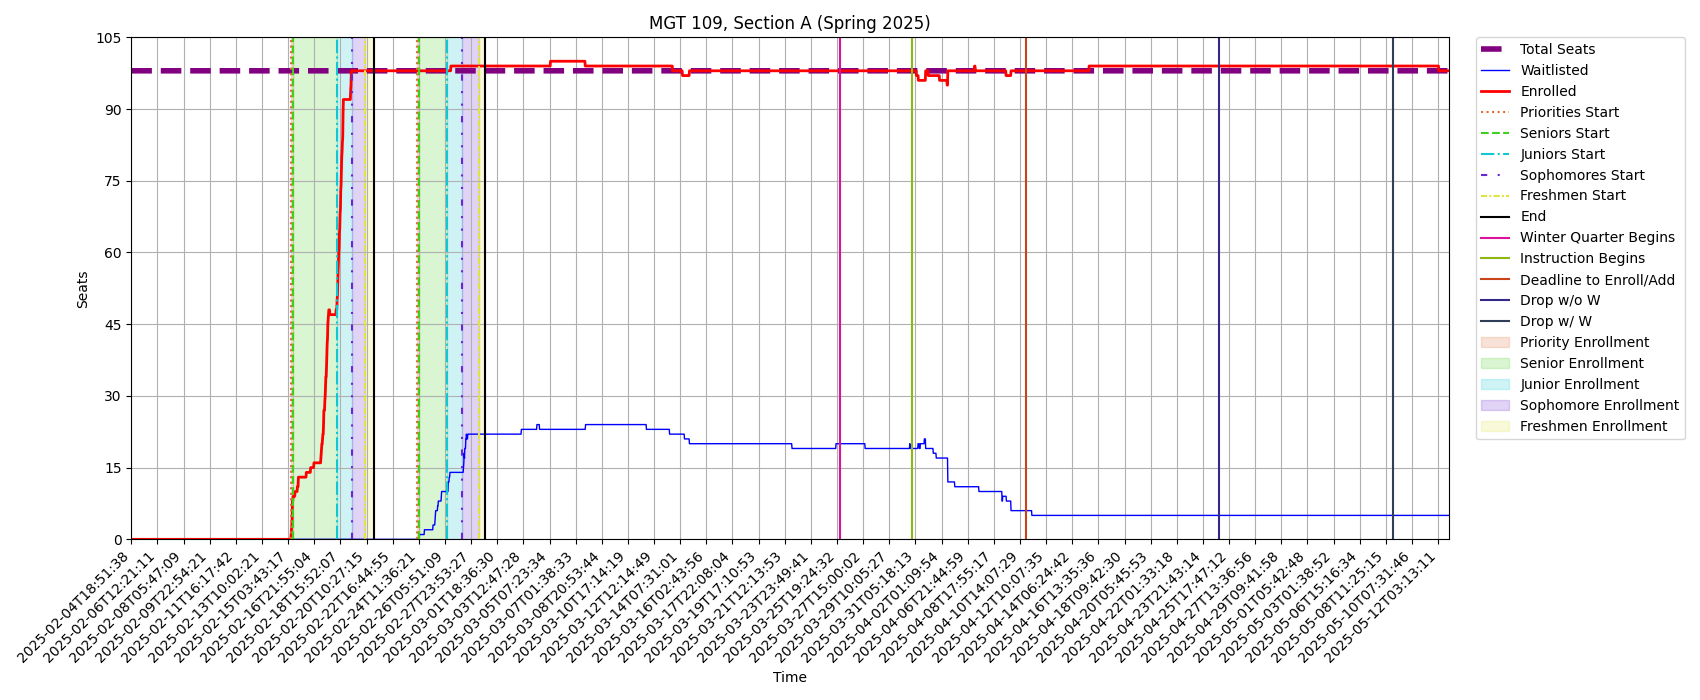 MGT 109, Section A (Spring 2025)
105
90
75
60
45
30
15
0
Seats
2025-02-04T18:51:38
2025-02-06T12:21:11
2025-02-08T05:47:09
2025-02-09T22:54:21
2025-02-11T16:17:42
2025-02-13T10:02:21
2025-02-15T03:43:17
2025-02-16T21:55:04
2025-02-18T15:52:07
2025-02-20T10:27:15
2025-02-22T16:44:55
2025-02-24T11:36:21
2025-02-26T05:51:09
2025-02-27T23:53:27
2025-03-01T18:36:30
2025-03-03T12:47:28
2025-03-05T07:23:34
2025-03-07T01:38:33
2025-03-08T20:53:44
2025-03-10T17:14:19
2025-03-12T12:14:49
2025-03-14T07:31:01
2025-03-16T02:43:56
2025-03-17T22:08:04
2025-03-19T17:10:53
2025-03-21T12:13:53
2025-03-23T23:49:41
2025-03-25T19:24:32
2025-03-27T15:00:02
2025-03-29T10:05:27
2025-03-31T05:18:13
2025-04-02T01:09:54
2025-04-06T21:44:59
2025-04-08T17:55:17
2025-04-10T14:07:29
2025-04-12T10:07:35
2025-04-14T06:24:42
2025-04-16T13:35:36
2025-04-18T09:42:30
2025-04-20T05:45:53
2025-04-22T01:33:18
2025-04-23T21:43:14
2025-04-25T17:47:12
2025-04-27T13:36:56
2025-04-29T09:41:58
2025-05-01T05:42:48
2025-05-03T01:38:52
2025-05-06T15:16:34
2025-05-08T11:25:15
2025-05-10T07:31:46
2025-05-12T03:13:11
Time
Total Seats
Waitlisted
Enrolled
Priorities Start
Seniors Start
Juniors Start
Sophomores Start
Freshmen Start
End
Winter Quarter Begins
Instruction Begins
Deadline to Enroll/Add
Drop w/o W
Drop w/ W
Priority Enrollment
Senior Enrollment
Junior Enrollment
Sophomore Enrollment
Freshmen Enrollment